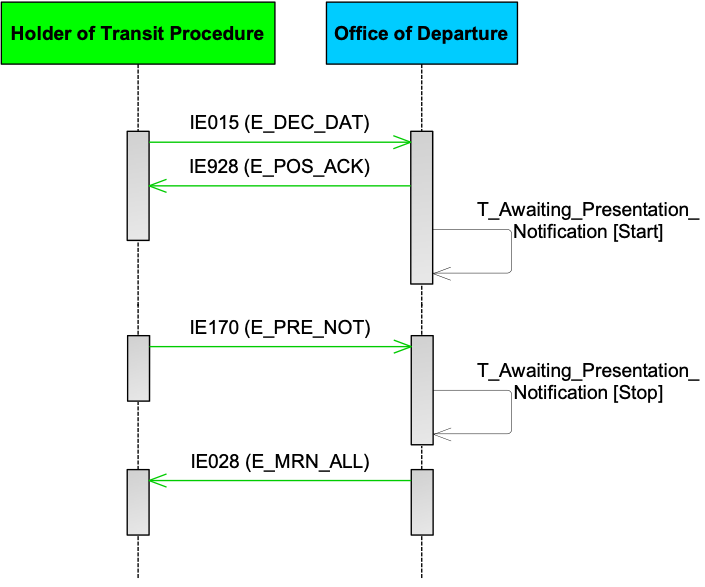 Holder of Transit Procedure
Office of Departure
IE015 (E_DEC_DAT)
IE928 (E_POS_ACK)
T_Awaiting_Presentation_
Notification [Start]
IE170 (E_PRE_NOT)
T_Awaiting_Presentation_
Notification [Stop]
IE028 (E_MRN_ALL)